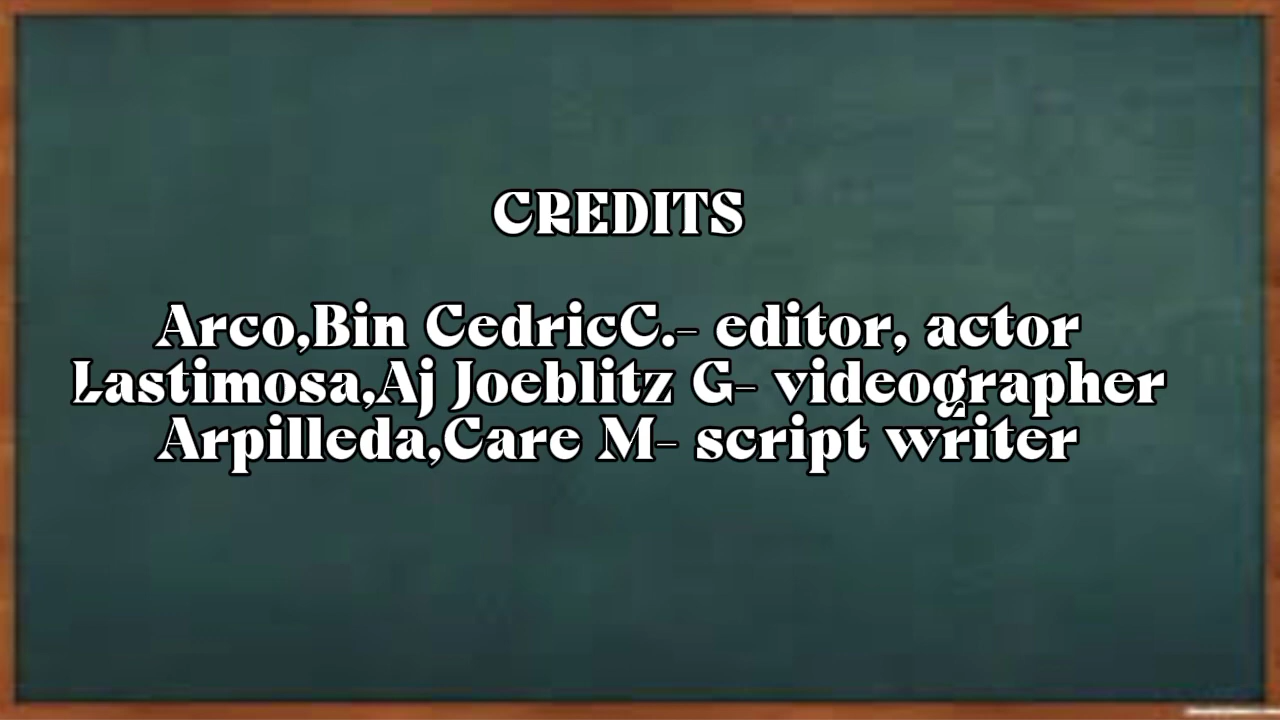 CREDITS
Arco,Bin CedricC.- editor, actor
Lastimosa,Aj Joeblitz G- videographer
Arpilleda,Care M- script writer